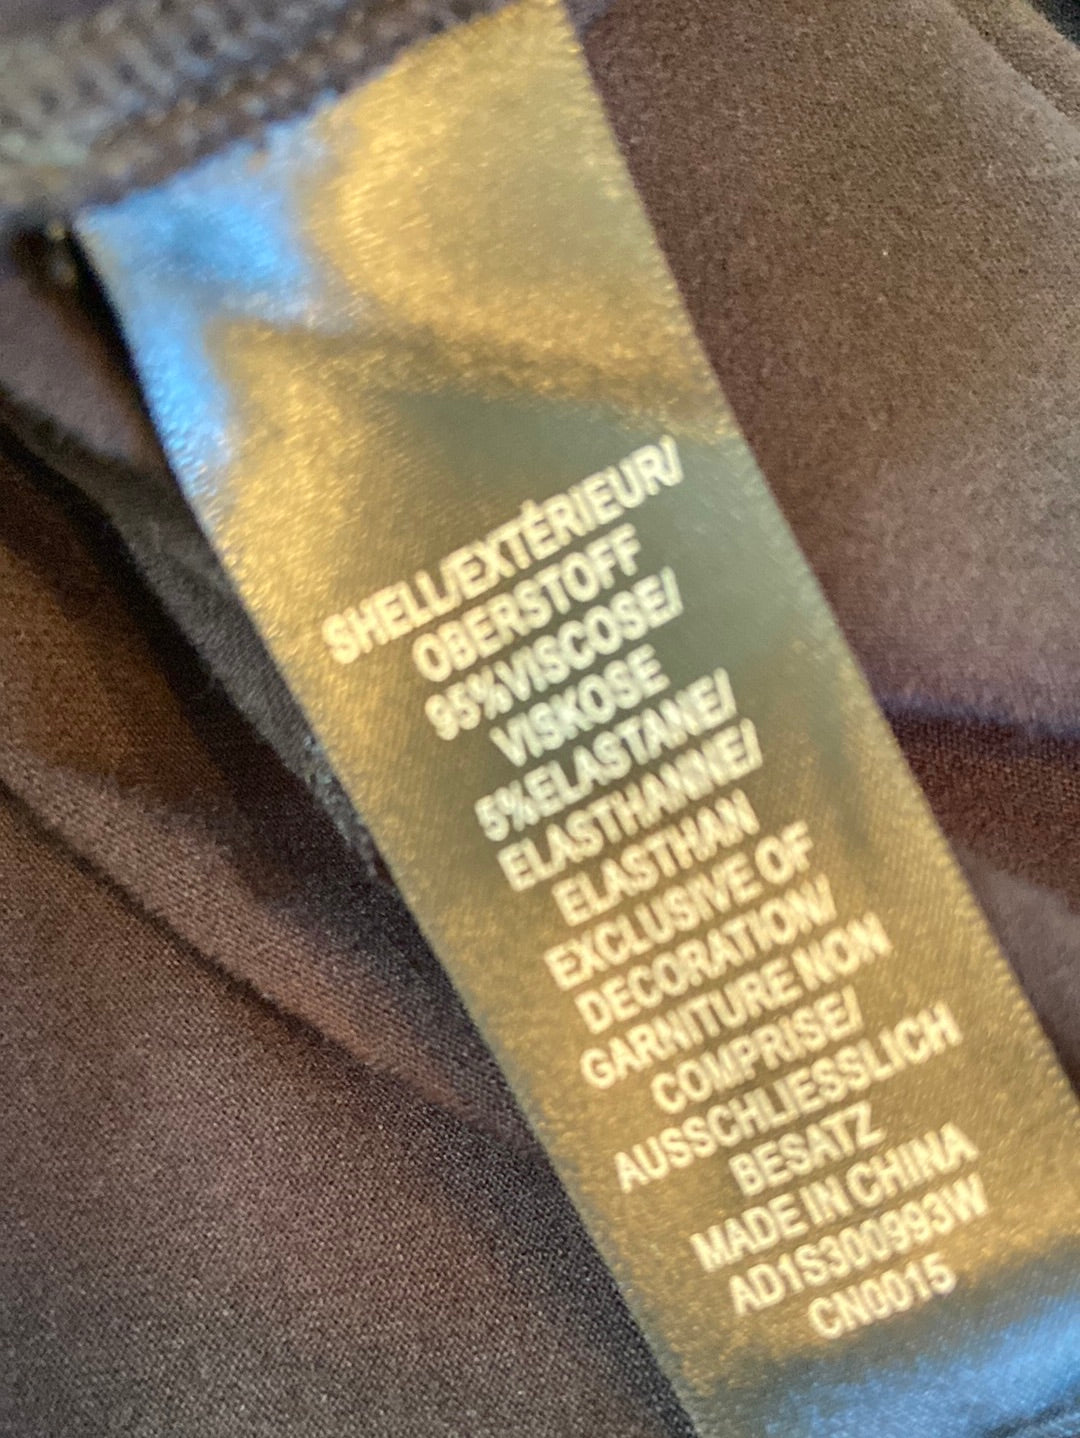 SHELL/EXTÉRIEUR/
OBERSTOFF
95%VISCOSE/
VISKOSE
5%ELASTANE/
ELASTHANNE/
ELASTHAN
EXCLUSIVE OF
DECORATION/
GARNITURE NON
COMPRISE/
AUSSCHLIESSLICH
BESATZ
MADE IN CHINA
AD1S300993W
CN0015